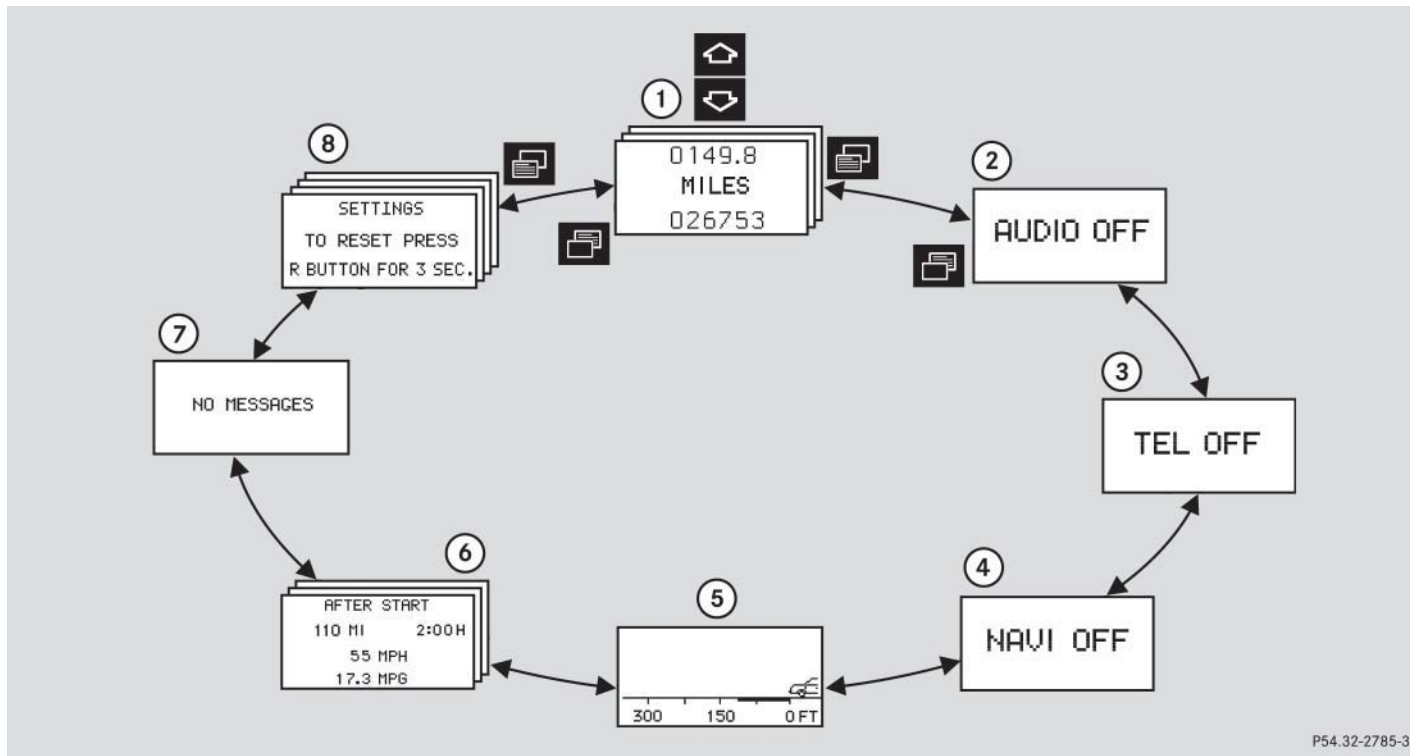 1
0149.8
MILES
026753
2
AUDIO OFF
3
TEL OFF
4
NAVI OFF
5
300 150 0 FT
6
AFTER START
110 MI 2:00H
55 MPH
17.3 MPG
7
NO MESSAGES
8
SETTINGS
TO RESET PRESS
R BUTTON FOR 3 SEC.
P54.32-2785-3